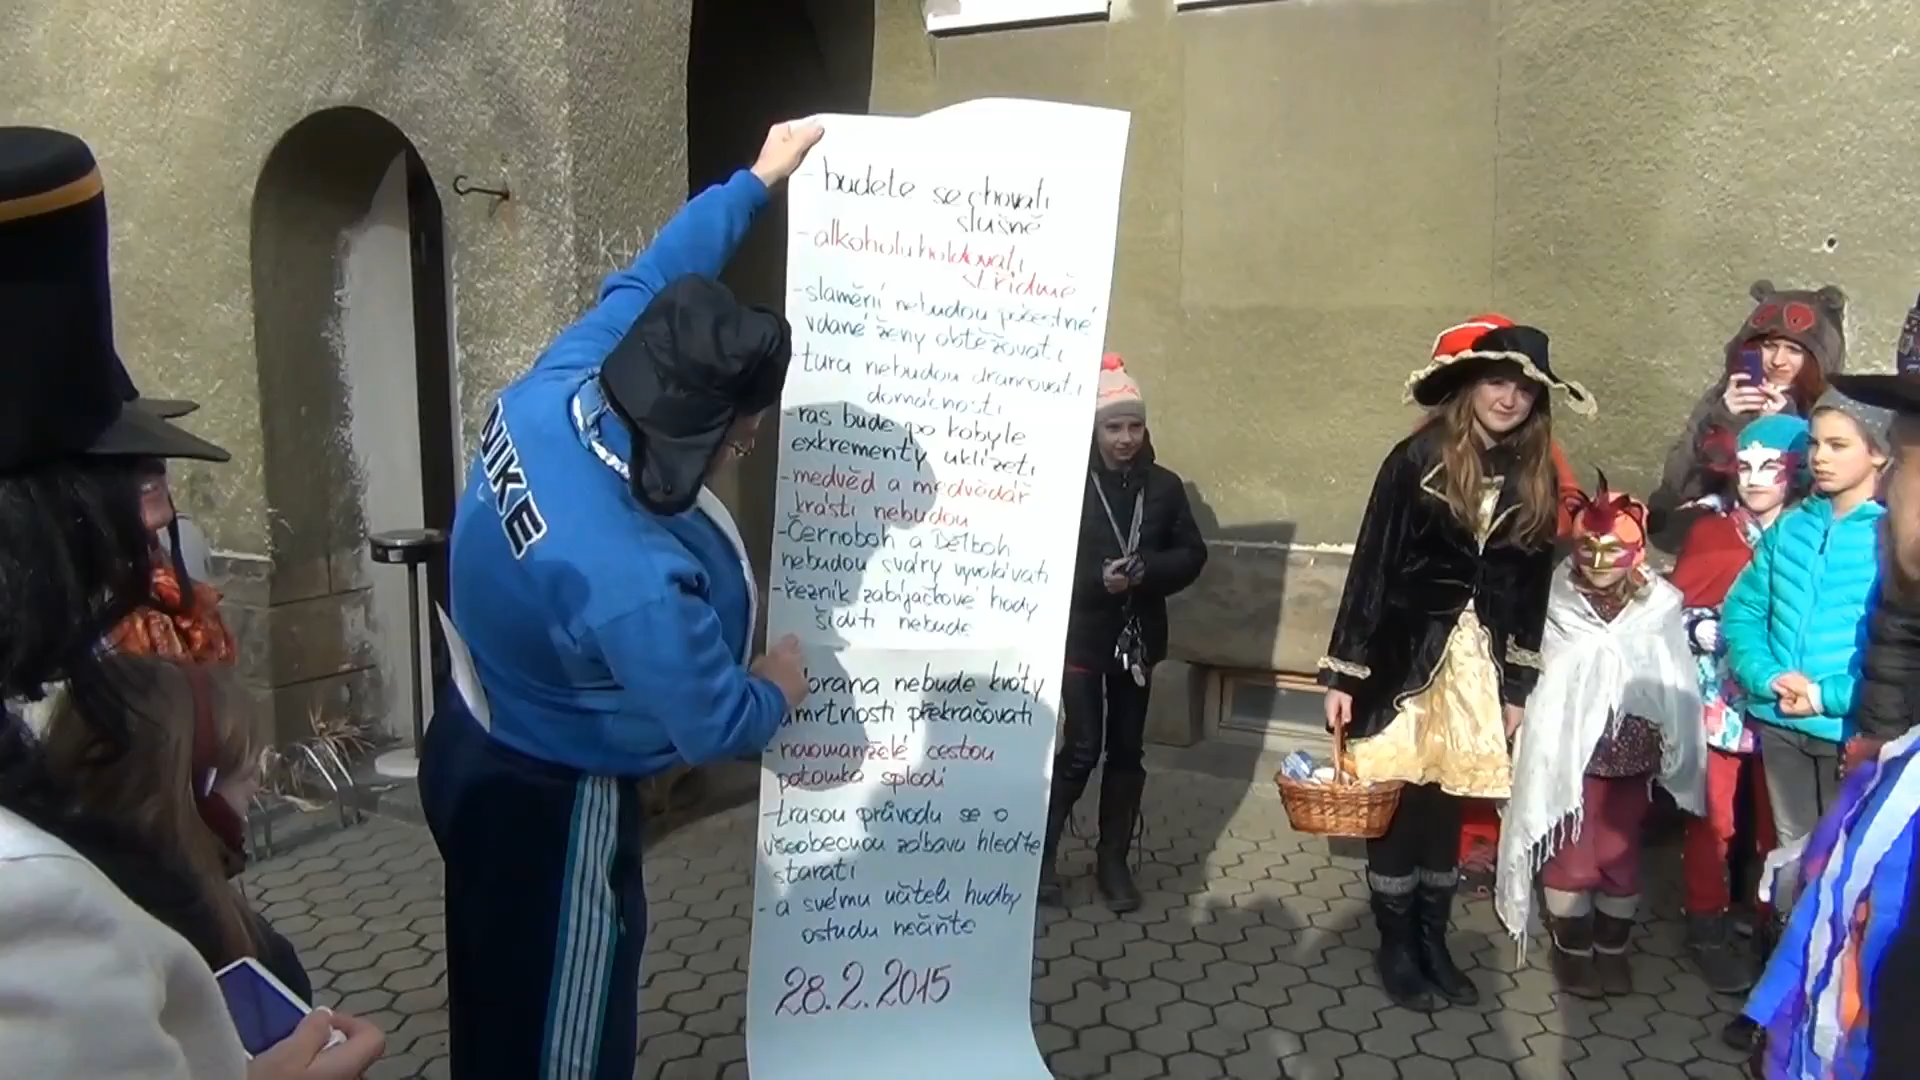 NIKE
- budete se chovati
slušně
- alkoholu holdovati
střídmě
- slamění nebudou počestné
vdané ženy obtěžovati
- tura nebudou drancovati
domácnosti
- ras bude po kobyle
exkrementy uklízeti
- medvěd a medvědář
krásti nebudou
- Černoboh a Bělboh
nebudou sváry vyvolávati
- řezník zabijačkové hody
šiditi nebude
brana nebude kvóty
úmrtnosti překračovati
- novomanželé cestou
potomka splodí
- trasou průvodu se o
všeobecnou zábavu hleďte
starati
- a svému učiteli hudby
ostudu nečiňte
28.2.2015